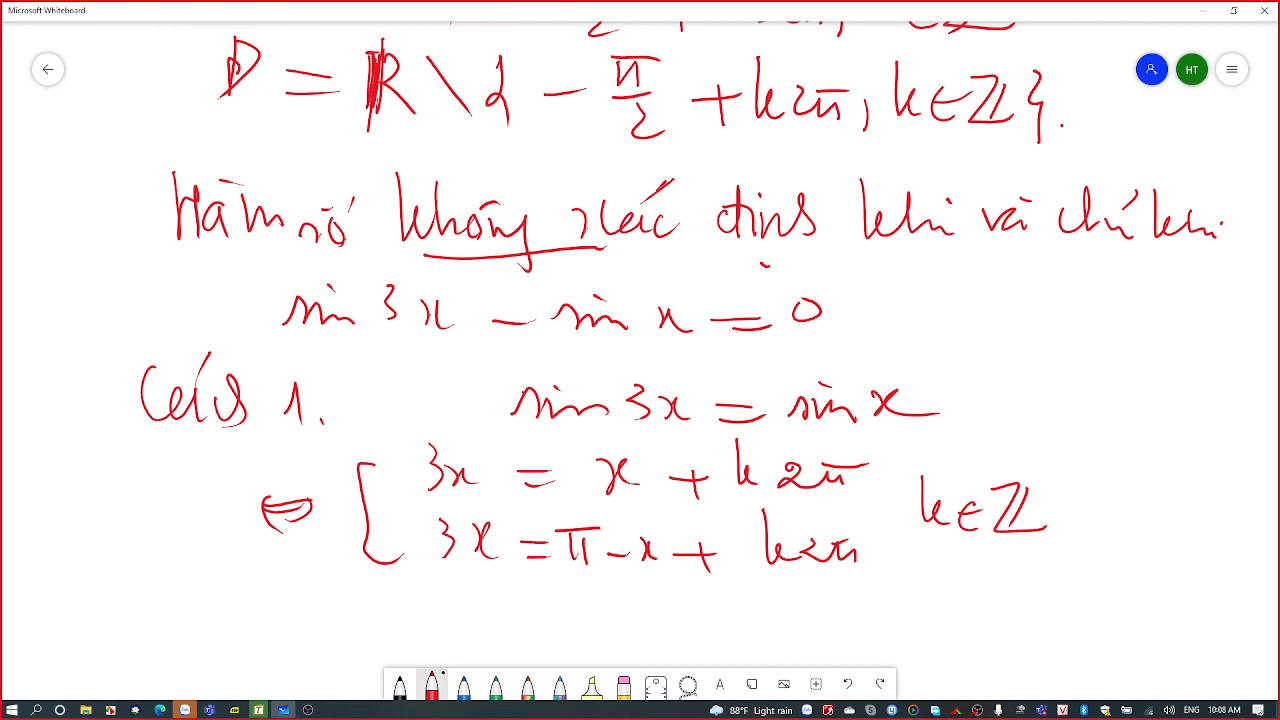 Microsoft Whiteboard
D = ℝ \ { - π/2 + k2π, k∈ℤ }.
HT
Hàm số không xác định khi và chỉ khi
sin 3x - sin x = 0
Cách 1. sin 3x = sin x
⇔ [ 3x = x + k2π
3x = π - x + k2π k∈ℤ
88°F Light rain
ENG
10:08 AM